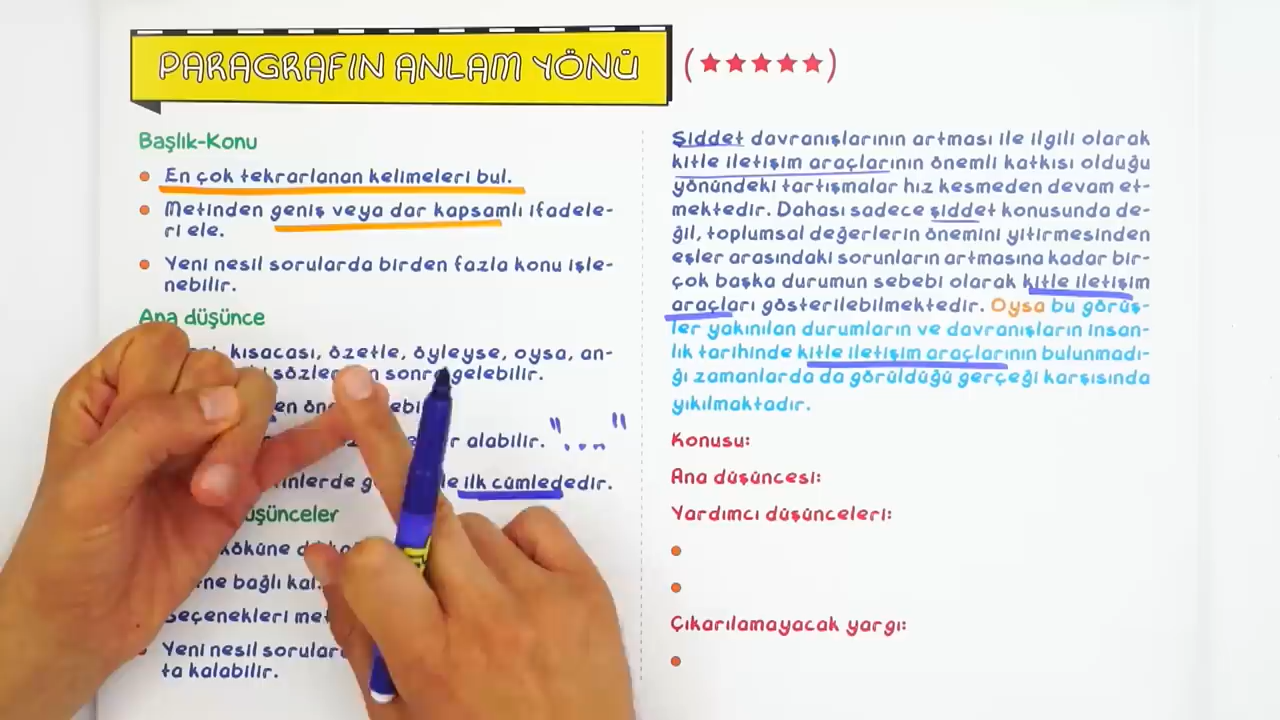 PARAGRAFIN ANLAM YÖNÜ (★★★★★)
Başlık-Konu
En çok tekrarlanan kelimeleri bul.
Metinden geniş veya dar kapsamlı ifadele-
ri ele.
Yeni nesil sorularda birden fazla konu işle-
nebilir.
Ana düşünce
kısacası, özetle, öyleyse, oysa, an-
sonra gelebilir.
alabilir. "..."
ilk cümlededir.
köküne
bağlı
Seçenekleri
Yeni nesil
ta kalabilir.
Şiddet davranışlarının artması ile ilgili olarak
kitle iletişim araçlarının önemli katkısı olduğu
yönündeki tartışmalar hız kesmeden devam et-
mektedir. Dahası sadece şiddet konusunda de-
ğil, toplumsal değerlerin önemini yitirmesinden
eşler arasındaki sorunların artmasına kadar bir-
çok başka durumun sebebi olarak kitle iletişim
araçları gösterilebilmektedir. Oysa bu görüş-
ler yakınılan durumların ve davranışların insan-
lık tarihinde kitle iletişim araçlarının bulunmadı-
ğı zamanlarda da görüldüğü gerçeği karşısında
yıkılmaktadır.
Konusu:
Ana düşüncesi:
Yardımcı düşünceleri:
Çıkarılamayacak yargı: